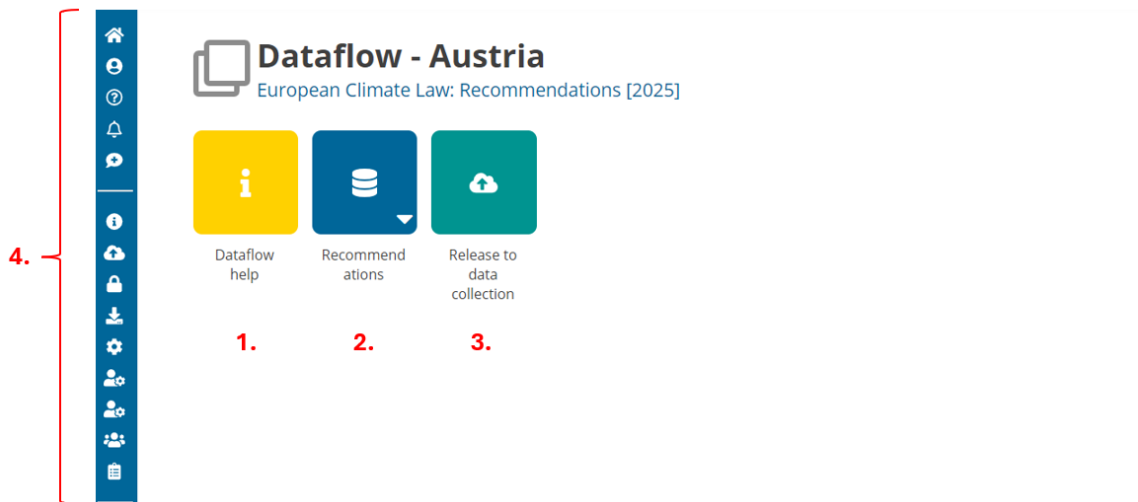 Dataflow - Austria
European Climate Law: Recommendations [2025]
Dataflow
help
Recommend
ations
Release to
data
collection
4.
1.
2.
3.